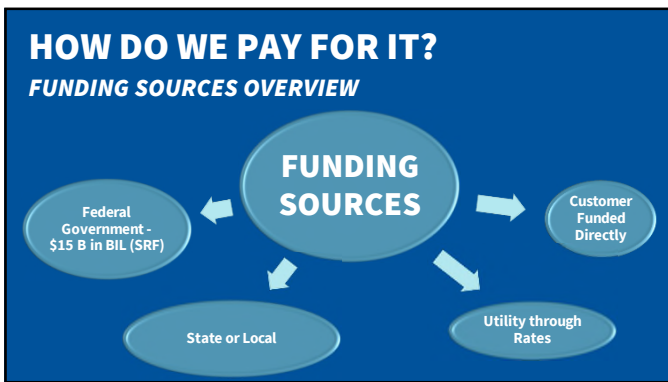 HOW DO WE PAY FOR IT?
FUNDING SOURCES OVERVIEW
FUNDING
SOURCES
Federal
Government -
$15 B in BIL (SRF)
Customer
Funded
Directly
State or Local
Utility through
Rates